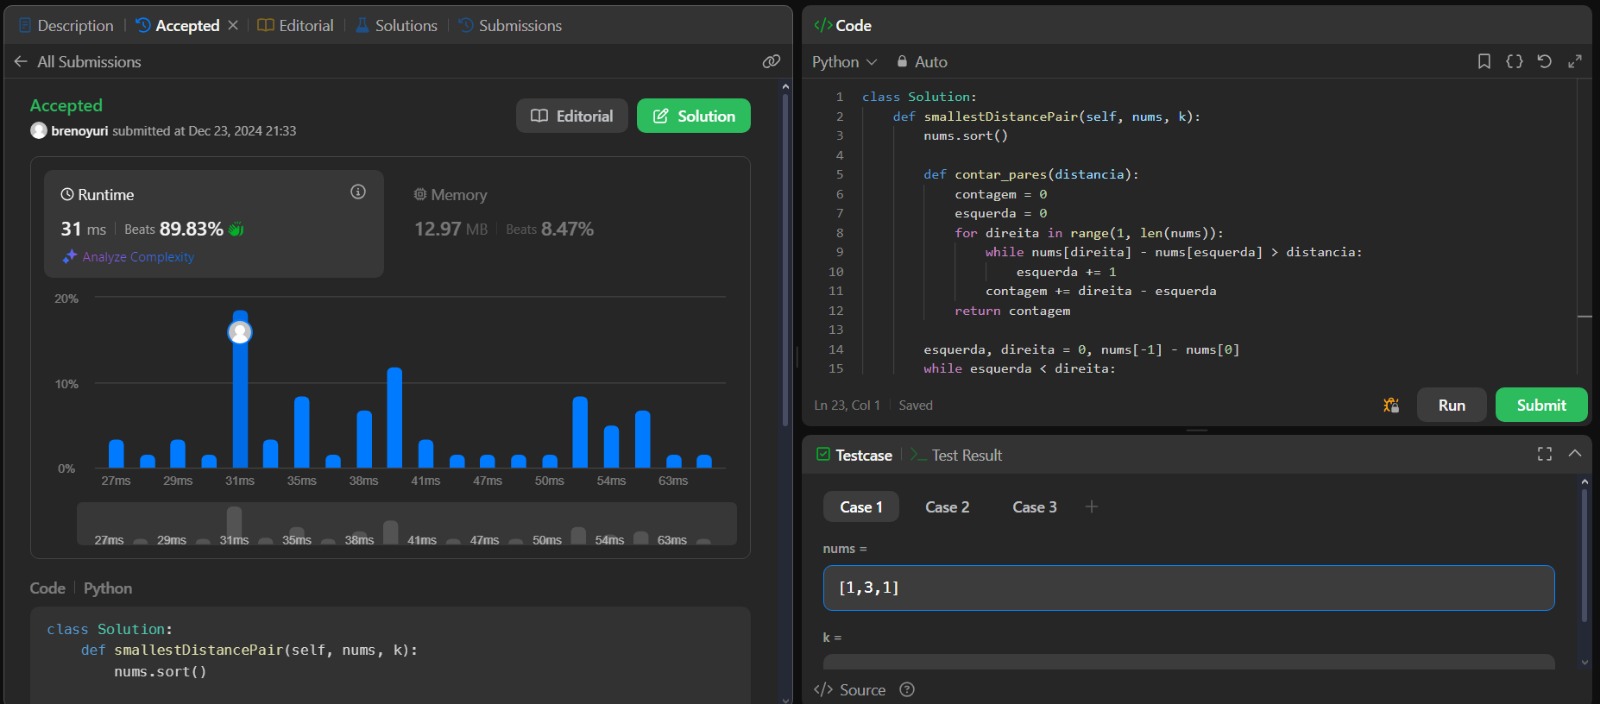 Description Accepted Editorial Solutions Submissions
All Submissions
Accepted
brenoyuri submitted at Dec 23, 2024 21:33
Editorial
Solution
Runtime
31 ms Beats 89.83%
Analyze Complexity
Memory
12.97 MB Beats 8.47%
20%
10%
0%
27ms 29ms 31ms 35ms 38ms 41ms 47ms 50ms 54ms 63ms
27ms 29ms 31ms 35ms 38ms 41ms 47ms 50ms 54ms 63ms
Code Python
class Solution:
def smallestDistancePair(self, nums, k):
nums.sort()
</> Code
Python Auto
1 class Solution:
2 def smallestDistancePair(self, nums, k):
3 nums.sort()
4
5 def contar_pares(distancia):
6 contagem = 0
7 esquerda = 0
8 for direita in range(1, len(nums)):
9 while nums[direita] - nums[esquerda] > distancia:
10 esquerda += 1
11 contagem += direita - esquerda
12 return contagem
13
14 esquerda, direita = 0, nums[-1] - nums[0]
15 while esquerda < direita:
Ln 23, Col 1 Saved
Run
Submit
Testcase >_ Test Result
Case 1 Case 2 Case 3 +
nums =
[1,3,1]
k =
</> Source ?